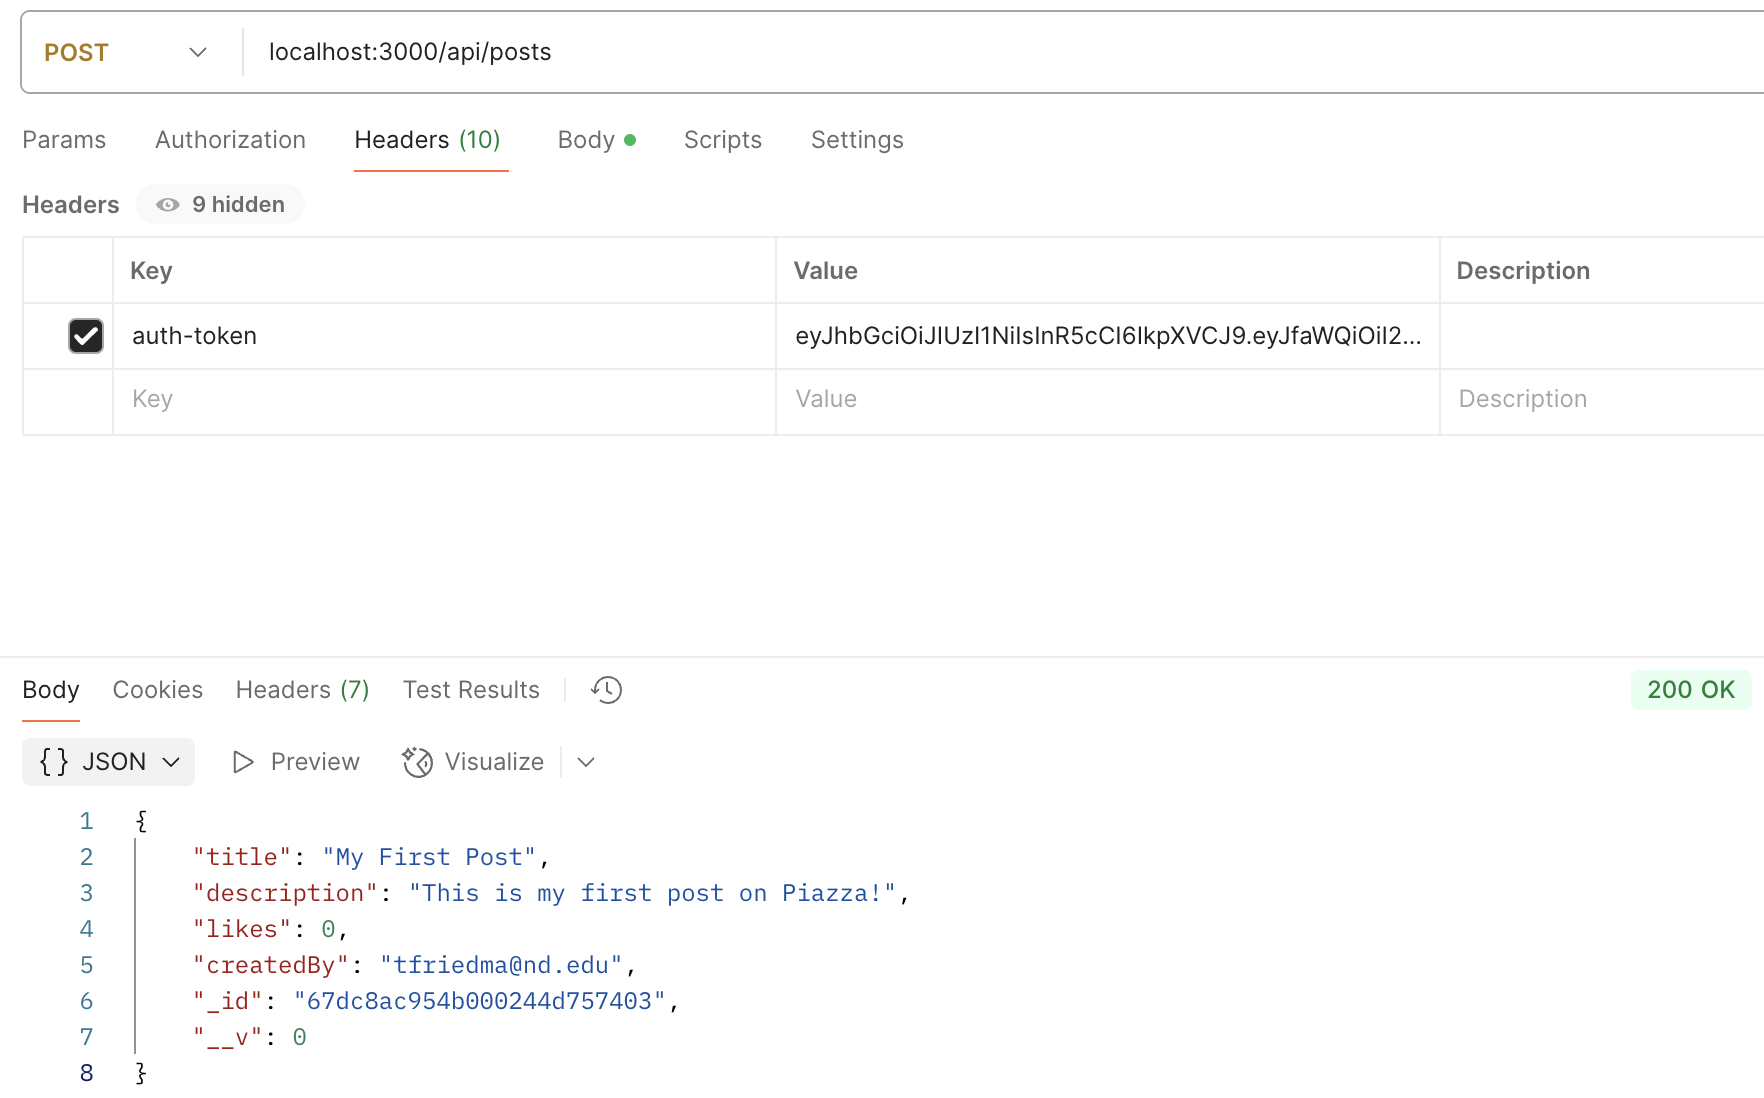 POST localhost:3000/api/posts
Params Authorization Headers (10) Body Scripts Settings
Headers 9 hidden
Key Value Description
auth-token eyJhbGciOiJIUzI1NiIsInR5cCI6IkpXVCJ9.eyJfaWQiOiI2...
Key Value Description
Body Cookies Headers (7) Test Results 200 OK
{ } JSON Preview Visualize
1 {
2 "title": "My First Post",
3 "description": "This is my first post on Piazza!",
4 "likes": 0,
5 "createdBy": "tfriedma@nd.edu",
6 "_id": "67dc8ac954b000244d757403",
7 "__v": 0
8 }